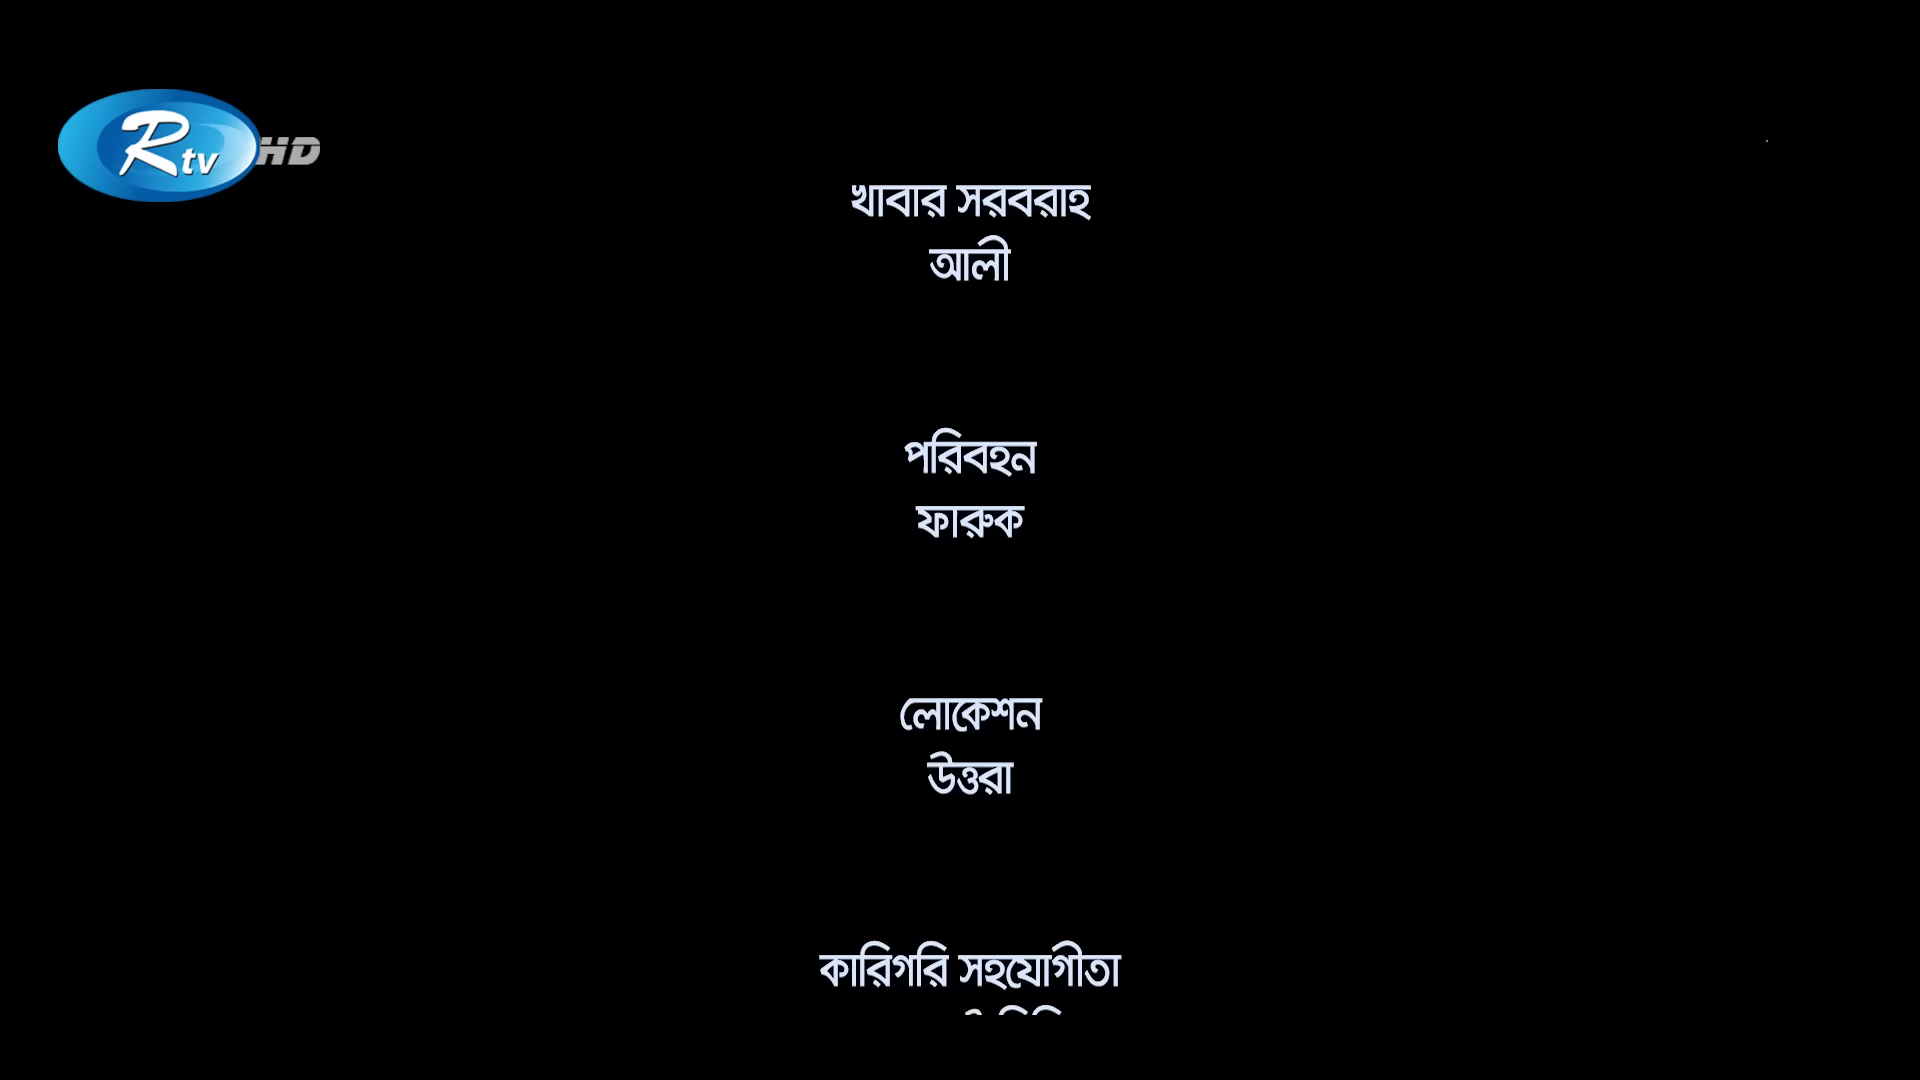 Rtv HD
খাবার সরবরাহ
আলী
পরিবহন
ফারুক
লোকেশন
উত্তরা
কারিগরি সহযোগীতা